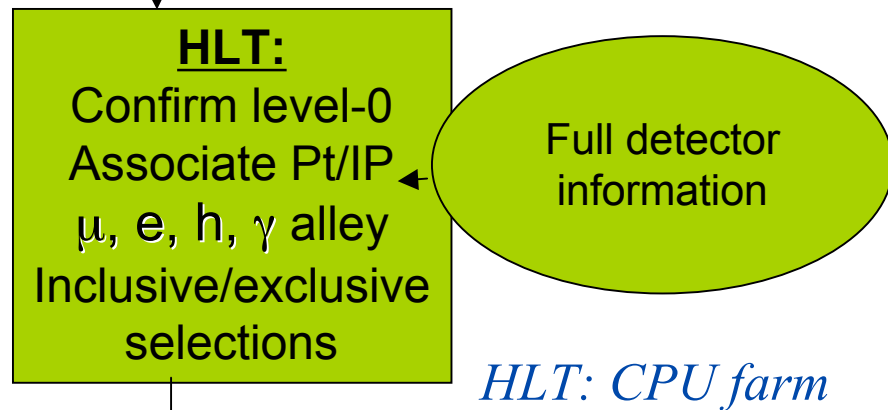 HLT:
Confirm level-0
Associate Pt/IP
μ, e, h, γ alley
Inclusive/exclusive
selections
Full detector
information
HLT: CPU farm